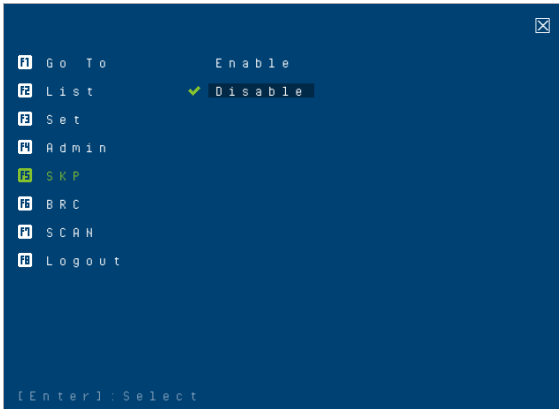 F1 Go To Enable
F2 List Disable
F3 Set
F4 Admin
F5 SKP
F6 BRC
F7 SCAN
F8 Logout
[Enter]:Select